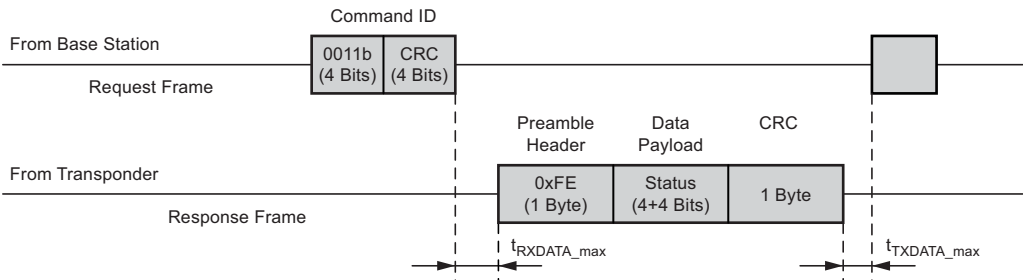 Command ID
From Base Station
0011b
(4 Bits)
CRC
(4 Bits)
Request Frame
Preamble
Header
Data
Payload
CRC
From Transponder
0xFE
(1 Byte)
Status
(4+4 Bits)
1 Byte
Response Frame
tRXDATA_max
tTXDATA_max